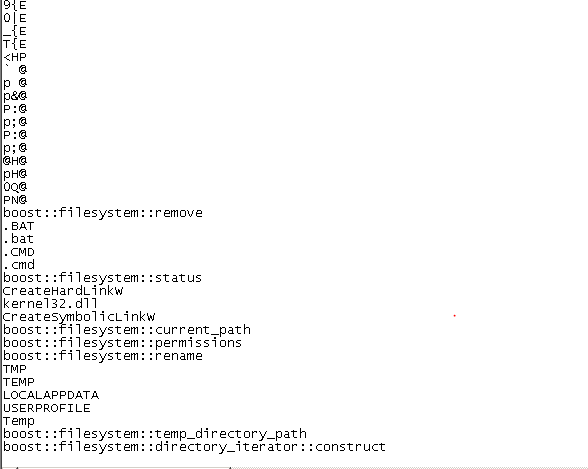 9{E
0|E
_{E
T{E
<HP
` @
p @
p&@
P:@
p;@
P:@
p;@
@H@
pH@
0Q@
PN@
boost::filesystem::remove
.BAT
.bat
.CMD
.cmd
boost::filesystem::status
CreateHardLinkW
kernel32.dll
CreateSymbolicLinkW
boost::filesystem::current_path
boost::filesystem::permissions
boost::filesystem::rename
TMP
TEMP
LOCALAPPDATA
USERPROFILE
Temp
boost::filesystem::temp_directory_path
boost::filesystem::directory_iterator::construct